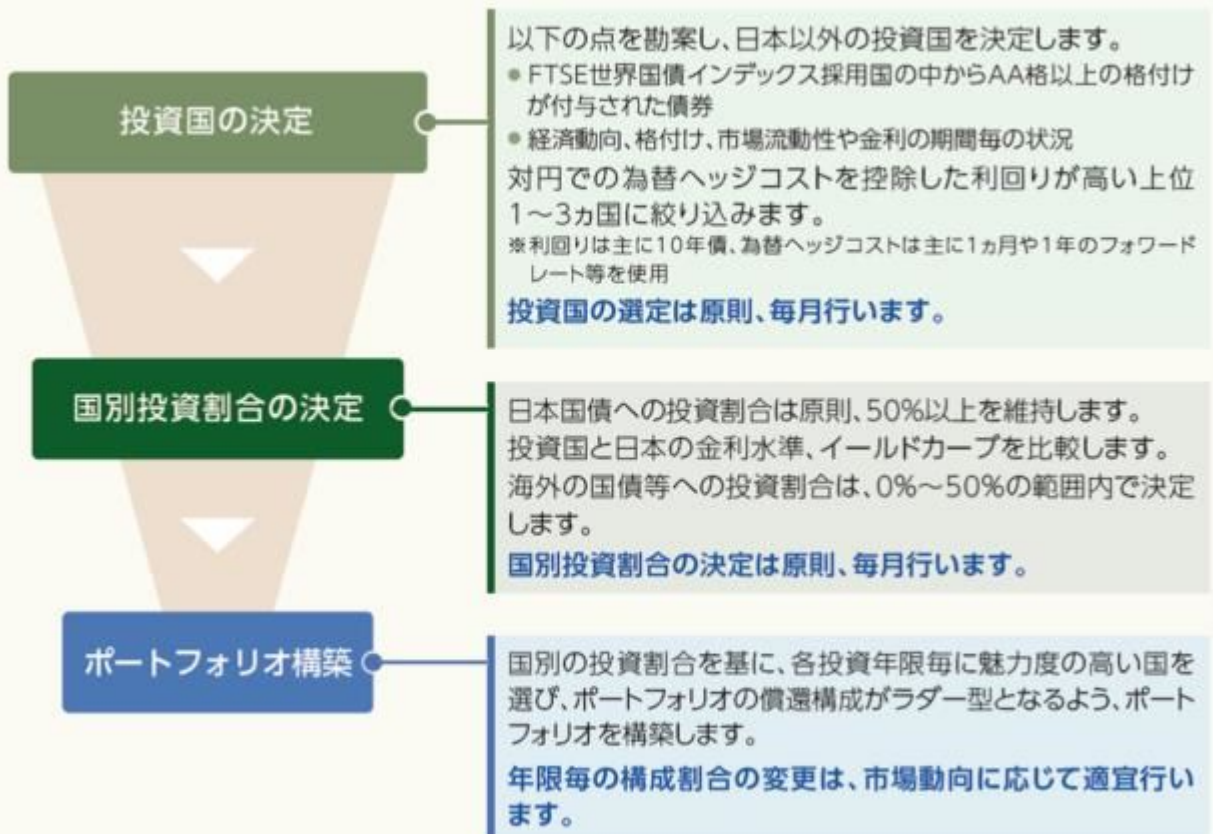 投資国の決定
以下の点を勘案し、日本以外の投資国を決定します。
●FTSE世界国債インデックス採用国の中からAA格以上の格付け
が付与された債券
●経済動向、格付け、市場流動性や金利の期間毎の状況
対円での為替ヘッジコストを控除した利回りが高い上位
1～3ヵ国に絞り込みます。
※利回りは主に10年債、為替ヘッジコストは主に1ヵ月や1年のフォワード
レート等を使用
投資国の選定は原則、毎月行います。
国別投資割合の決定
日本国債への投資割合は原則、50%以上を維持します。
投資国と日本の金利水準、イールドカーブを比較します。
海外の国債等への投資割合は、0%～50%の範囲内で決定
します。
国別投資割合の決定は原則、毎月行います。
ポートフォリオ構築
国別の投資割合を基に、各投資年限毎に魅力度の高い国を
選び、ポートフォリオの償還構成がラダー型となるよう、ポート
フォリオを構築します。
年限毎の構成割合の変更は、市場動向に応じて適宜行い
ます。